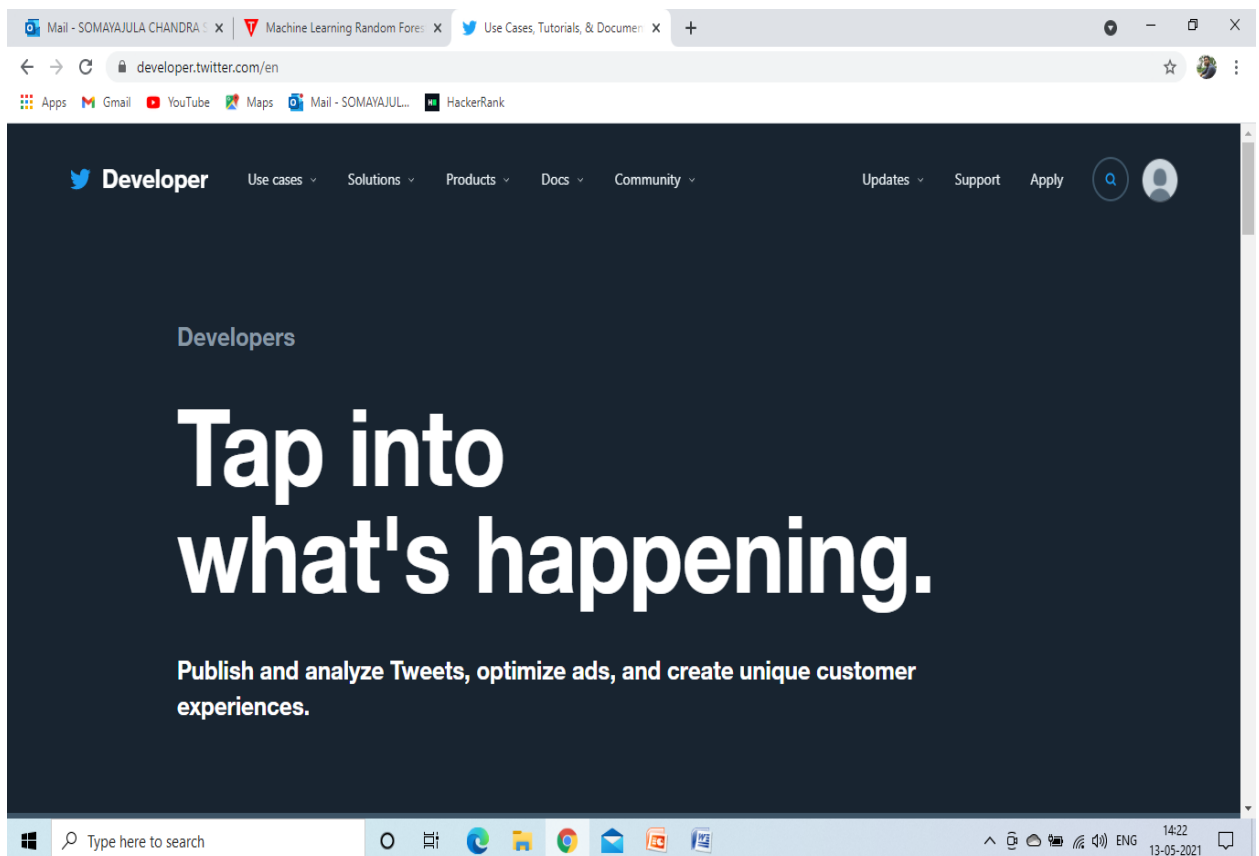 Mail - SOMAYAJULA CHANDRA S
Machine Learning Random Fores
Use Cases, Tutorials, & Documen
developer.twitter.com/en
Apps Gmail YouTube Maps Mail - SOMAYAJUL... HackerRank
Developer Use cases Solutions Products Docs Community Updates Support Apply
Developers
Tap into
what's happening.
Publish and analyze Tweets, optimize ads, and create unique customer
experiences.
Type here to search
ENG
14:22
13-05-2021